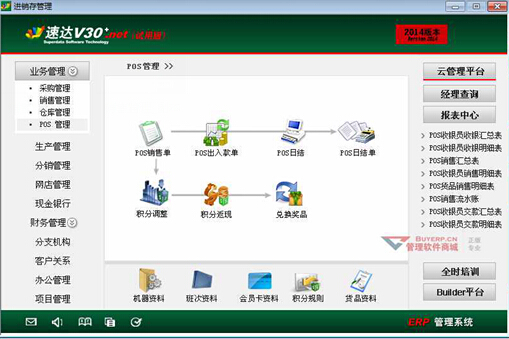 进销存管理
速达V30+.net (试用版)
Superdata Software Technology
2014版本
业务管理
采购管理
销售管理
仓库管理
POS 管理
生产管理
分销管理
网店管理
现金银行
财务管理
分支机构
客户关系
办公管理
项目管理
POS管理 >>
POS销售单
POS出入款单
POS日结
POS日结单
积分调整
积分返现
兑换奖品
机器资料
班次资料
会员卡资料
积分规则
货品资料
云管理平台
经理查询
报表中心
POS收银员收银汇总表
POS收银员收银明细表
POS销售汇总表
POS收银员销售明细表
POS货品销售明细表
POS销售流水账
POS收银员交款汇总表
POS收银员交款明细表
BUYERP.CN
管理软件商城
正版
专业
全时培训
Builder平台
ERP 管理系统